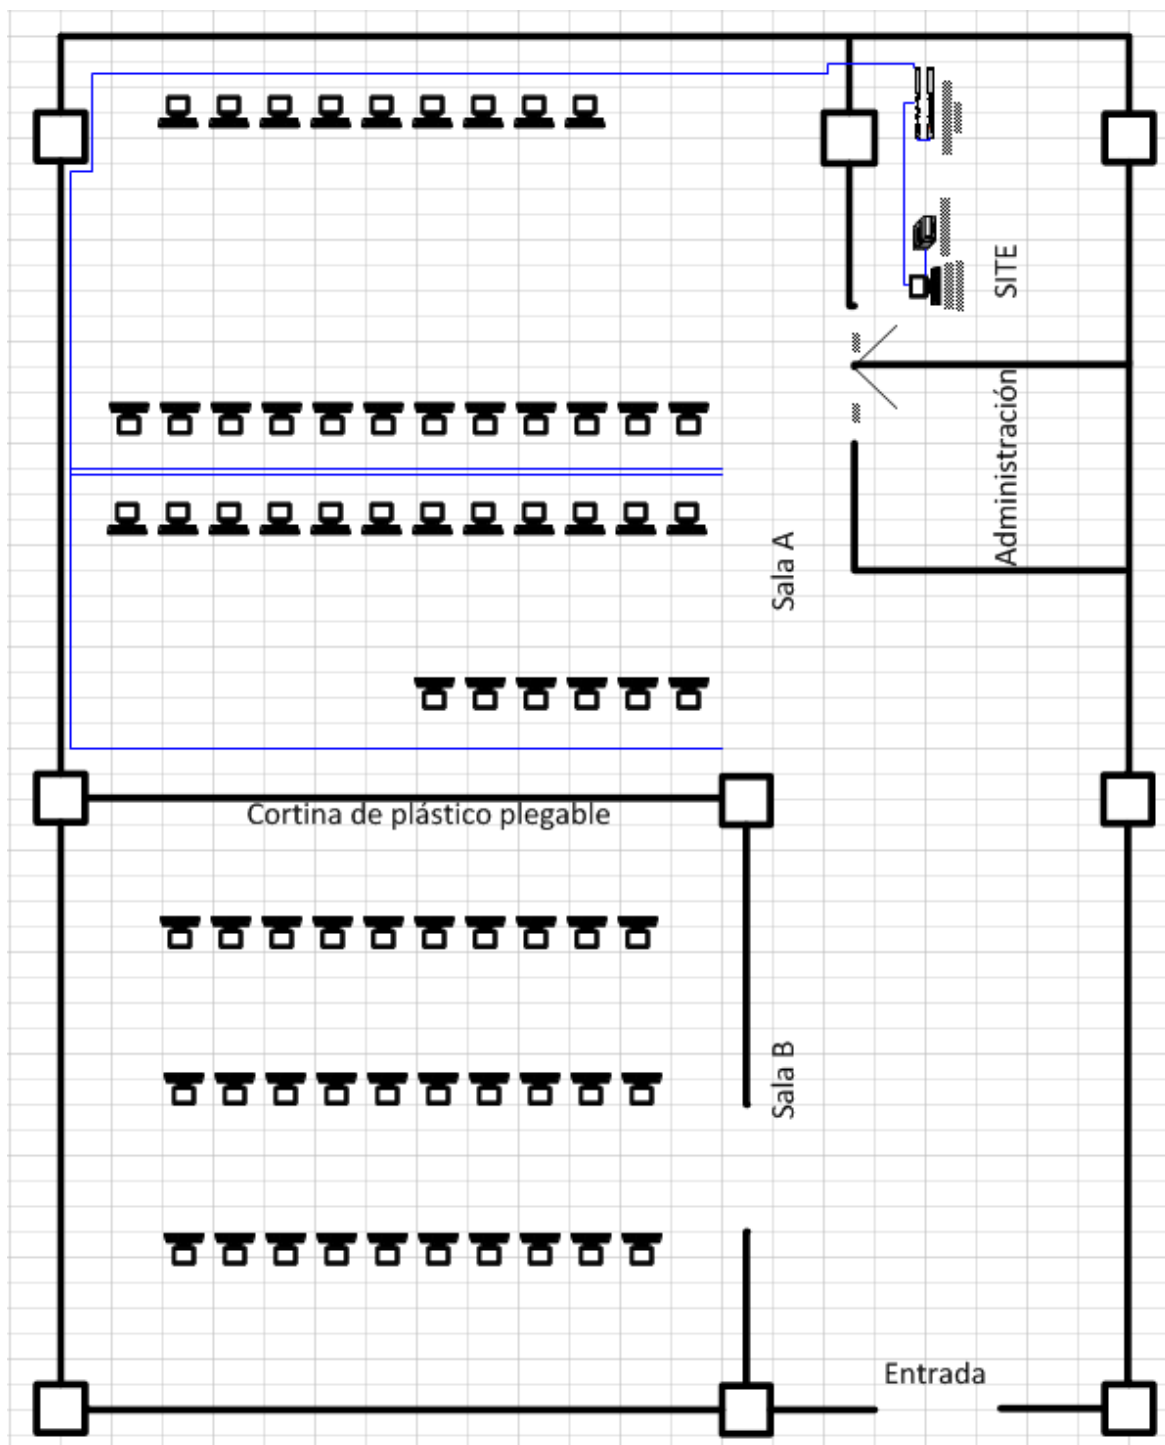 SITE
Administración
Sala A
Cortina de plástico plegable
Sala B
Entrada